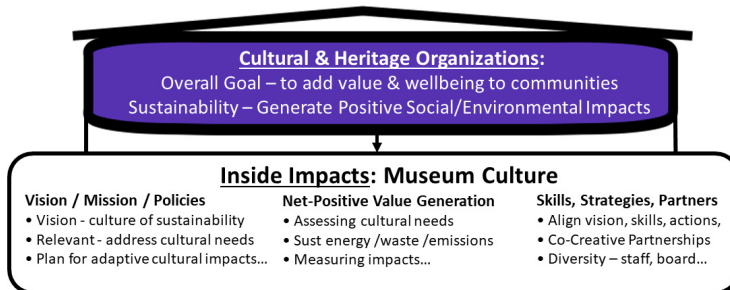 Cultural & Heritage Organizations:
Overall Goal – to add value & wellbeing to communities
Sustainability – Generate Positive Social/Environmental Impacts
Inside Impacts: Museum Culture
Vision / Mission / Policies
• Vision - culture of sustainability
• Relevant - address cultural needs
• Plan for adaptive cultural impacts...
Net-Positive Value Generation
• Assessing cultural needs
• Sust energy /waste /emissions
• Measuring impacts...
Skills, Strategies, Partners
• Align vision, skills, actions,
• Co-Creative Partnerships
• Diversity – staff, board...